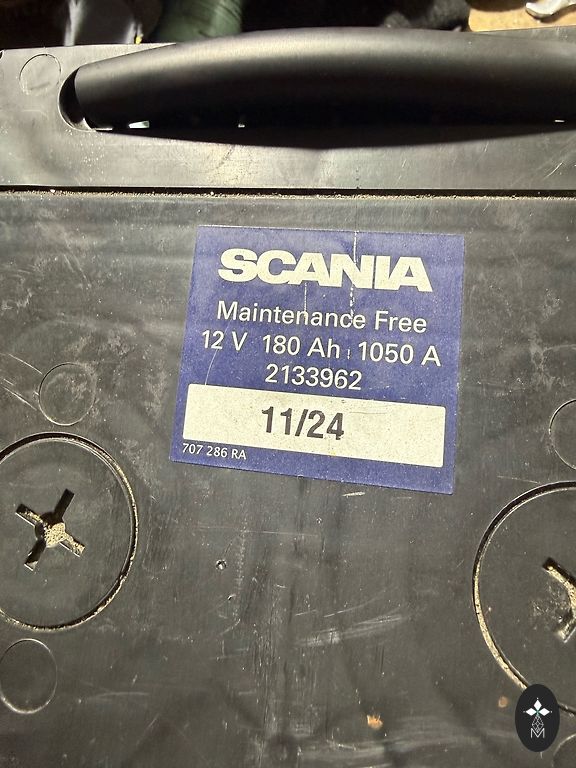 SCANIA
Maintenance Free
12 V 180 Ah 1050 A
2133962
11/24
707 286 RA
M